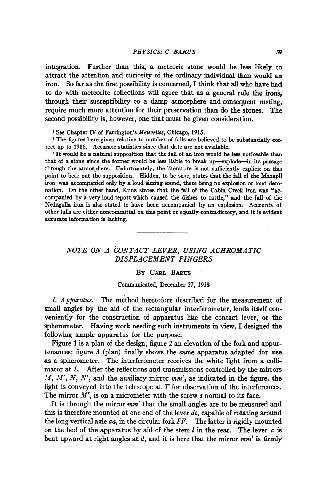 PHYSICS: C. BARUS 39
integration. Further than this, a meteoric stone would be less likely to
attract the attention and curiosity of the ordinary individual than would an
iron. So far as the first possibility is concerned, I think that all who have had
to do with meteorite collections will agree that as a general rule the irons,
through their susceptibility to a damp atmosphere and consequent rusting,
require much more attention for their preservation than do the stones. The
second possibility is, however, one that must be given consideration.
¹ See Chapter IV of Farrington's Meteorites, Chicago, 1915.
² The figures here given relative to number of falls are believed to be substantially cor-
rect up to 1916. Accurate statistics since that date are not available.
³ It would be a natural supposition that the fall of an iron would be less noticeable than
that of a stone since the former would be less liable to break up—explode—in its passage
through the atmosphere. Unfortunately, the literature is not sufficiently explicit on this
point to bear out the supposition. Hidden, to be sure, states that the fall of the Mazapil
iron was accompanied only by a loud sizzing sound, there being no explosion or loud deto-
nation. On the other hand, Kunz states that the fall of the Cabin Creek iron was "ac-
companied by a very loud report which caused the dishes to rattle," and the fall of the
Nedagolla iron is also stated to have been accompanied by an explosion. Accounts of
other falls are either noncommittal on this point or equally contradictory, and it is evident
accurate information is lacking.
NOTE ON A CONTACT LEVER, USING ACHROMATIC
DISPLACEMENT FINGERS
BY CARL BARUS
Communicated, December 27, 1918
1. Apparatus. The method heretofore described for the measurement of
small angles by the aid of the rectangular interferometer, lends itself con-
veniently for the construction of apparatus like the contact lever, or the
spherometer. Having work needing such instruments in view, I designed the
following simple apparatus for the purpose.
Figure 1 is a plan of the design; figure 2 an elevation of the fork and appur-
tenances: figure 3 (plan) finally shows the same apparatus adapted for use
as a spherometer. The interferometer receives the white light from a colli-
mator at L. After the reflections and transmissions controlled by the mirrors
M, M', N, N', and the auxiliary mirror mm', as indicated in the figure, the
light is conveyed into the telescope at T for observation of the interferences.
The mirror M', is on a micrometer with the screw s normal to its face.
It is through the mirror mm' that the small angles are to be measured and
this is therefore mounted at one end of the lever dc, capable of rotating around
the long vertical axle aa, in the circular fork FF. The latter is rigidly mounted
on the bed of the apparatus by aid of the stem l in the rear. The lever c is
bent upward at right angles at d, and it is here that the mirror mm' is firmly